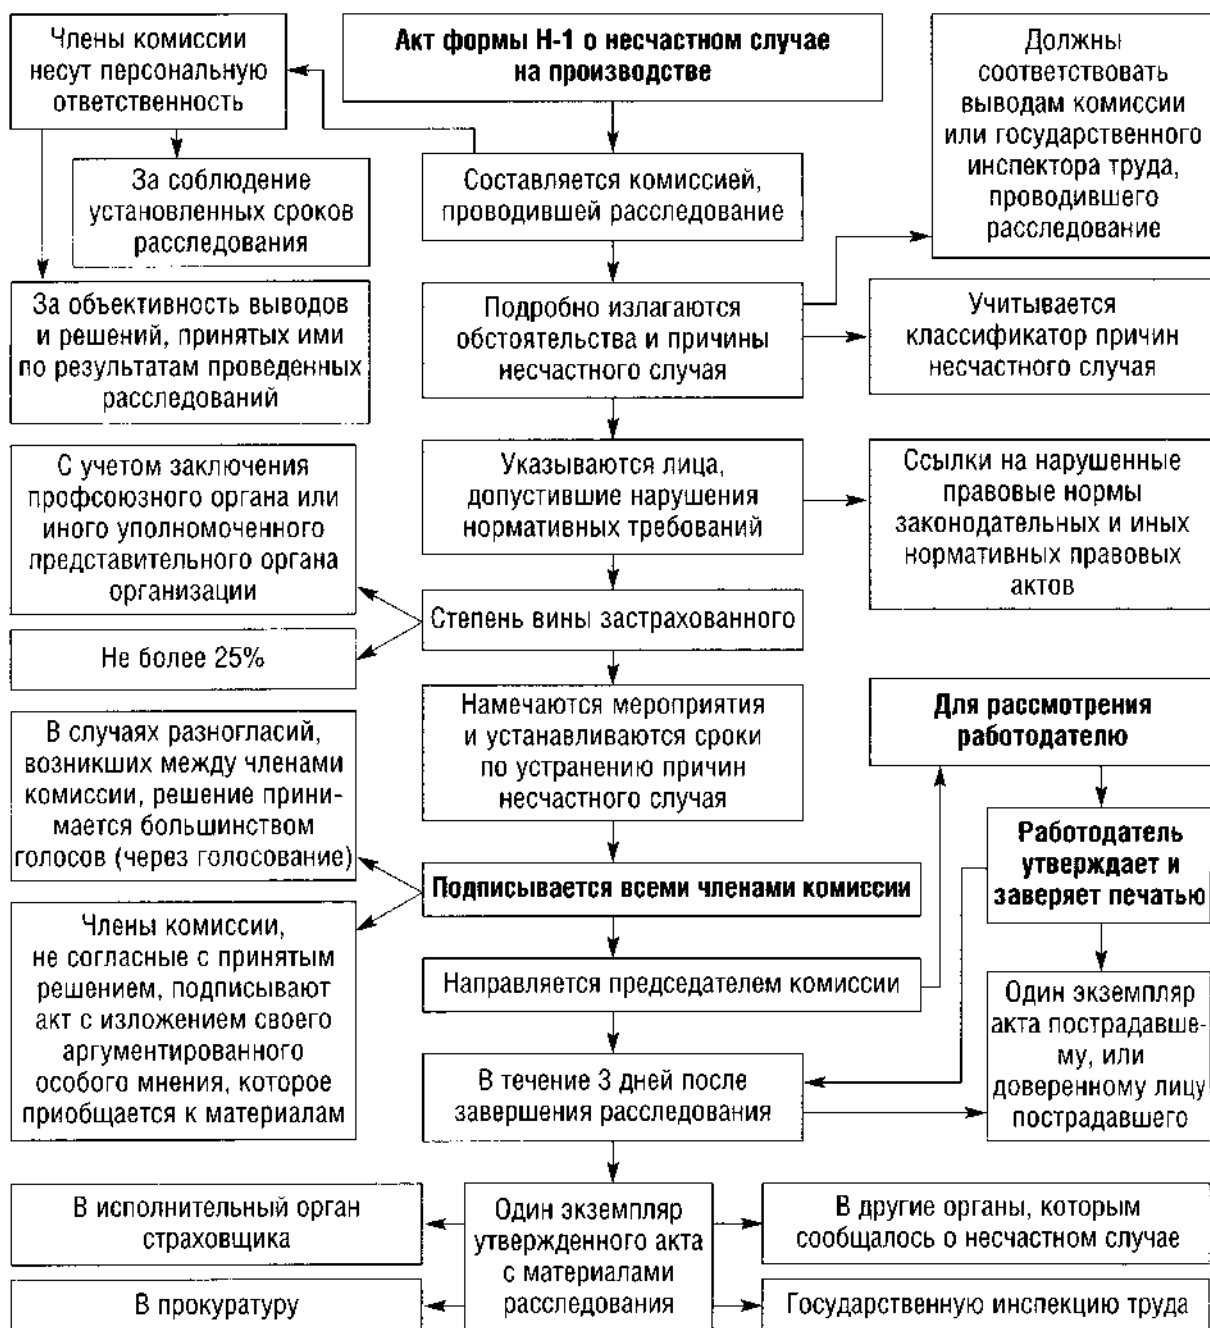 Члены комиссии
несут персональную
ответственность
Акт формы Н-1 о несчастном случае
на производстве
Должны
соответствовать
выводам комиссии
или государственного
инспектора труда,
проводившего
расследование
За соблюдение
установленных сроков
расследования
Составляется комиссией,
проводившей расследование
За объективность выводов
и решений, принятых ими
по результатам проведенных
расследований
Подробно излагаются
обстоятельства и причины
несчастного случая
Учитывается
классификатор причин
несчастного случая
С учетом заключения
профсоюзного органа или
иного уполномоченного
представительного органа
организации
Указываются лица,
допустившие нарушения
нормативных требований
Ссылки на нарушенные
правовые нормы
законодательных и иных
нормативных правовых
актов
Степень вины застрахованного
Не более 25%
Намечаются мероприятия
и устанавливаются сроки
по устранению причин
несчастного случая
Для рассмотрения
работодателю
В случаях разногласий,
возникших между членами
комиссии, решение прини-
мается большинством
голосов (через голосование)
Работодатель
утверждает и
заверяет печатью
Подписывается всеми членами комиссии
Члены комиссии,
не согласные с принятым
решением, подписывают
акт с изложением своего
аргументированного
особого мнения, которое
приобщается к материалам
Направляется председателем комиссии
Один экземпляр
акта пострадавше-
му, или
доверенному лицу
пострадавшего
В течение 3 дней после
завершения расследования
В исполнительный орган
страховщика
Один экземпляр
утвержденного акта
с материалами
расследования
В другие органы, которым
сообщалось о несчастном случае
В прокуратуру
Государственную инспекцию труда